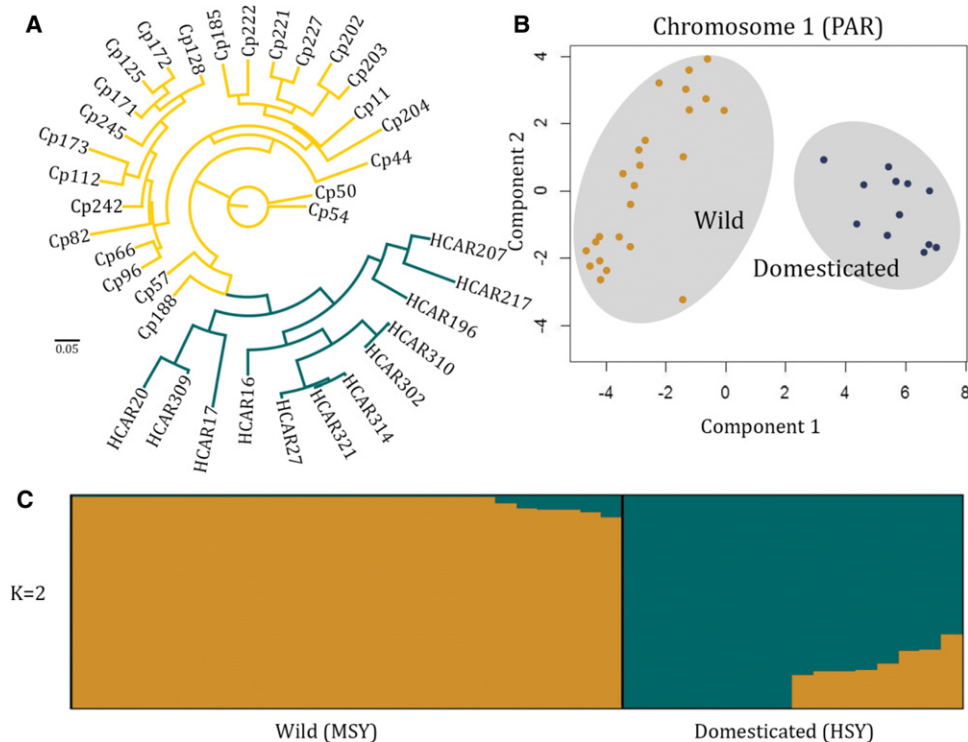 A
Cp185
Cp222
Cp221
Cp227
Cp202
Cp203
Cp11
Cp204
Cp44
Cp50
Cp54
Cp128
Cp172
Cp125
Cp171
Cp245
Cp173
Cp112
Cp242
Cp82
Cp66
Cp96
Cp57
Cp188
0.05
HCAR207
HCAR217
HCAR196
HCAR310
HCAR302
HCAR314
HCAR321
HCAR27
HCAR16
HCAR17
HCAR309
HCAR20
B
Chromosome 1 (PAR)
Component 2
4
2
0
-2
-4
Wild
Domesticated
-4 -2 0 2 4 6 8
Component 1
C
K=2
Wild (MSY)
Domesticated (HSY)